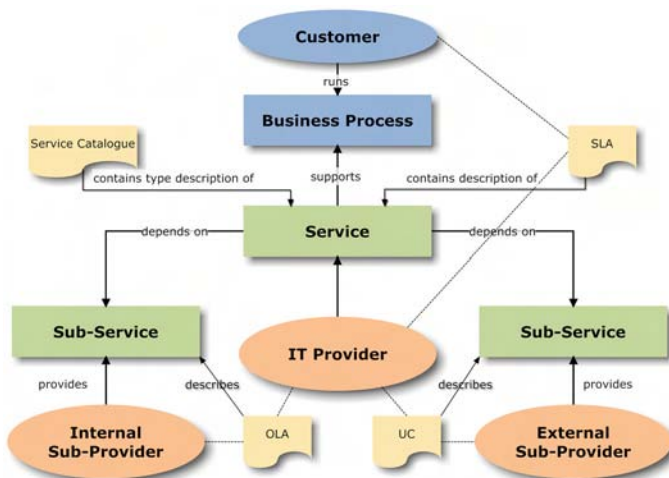 Customer
runs
Business Process
Service Catalogue
SLA
contains type description of
supports
contains description of
Service
depends on
depends on
Sub-Service
Sub-Service
IT Provider
provides
describes
describes
provides
Internal
Sub-Provider
OLA
UC
External
Sub-Provider